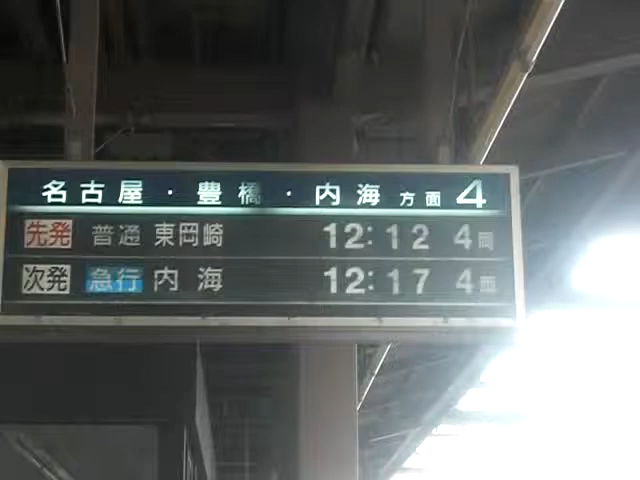 名古屋・豊橋・内海 方面 4
先発 普通 東岡崎 12:12 4両
次発 急行 内海 12:17 4両